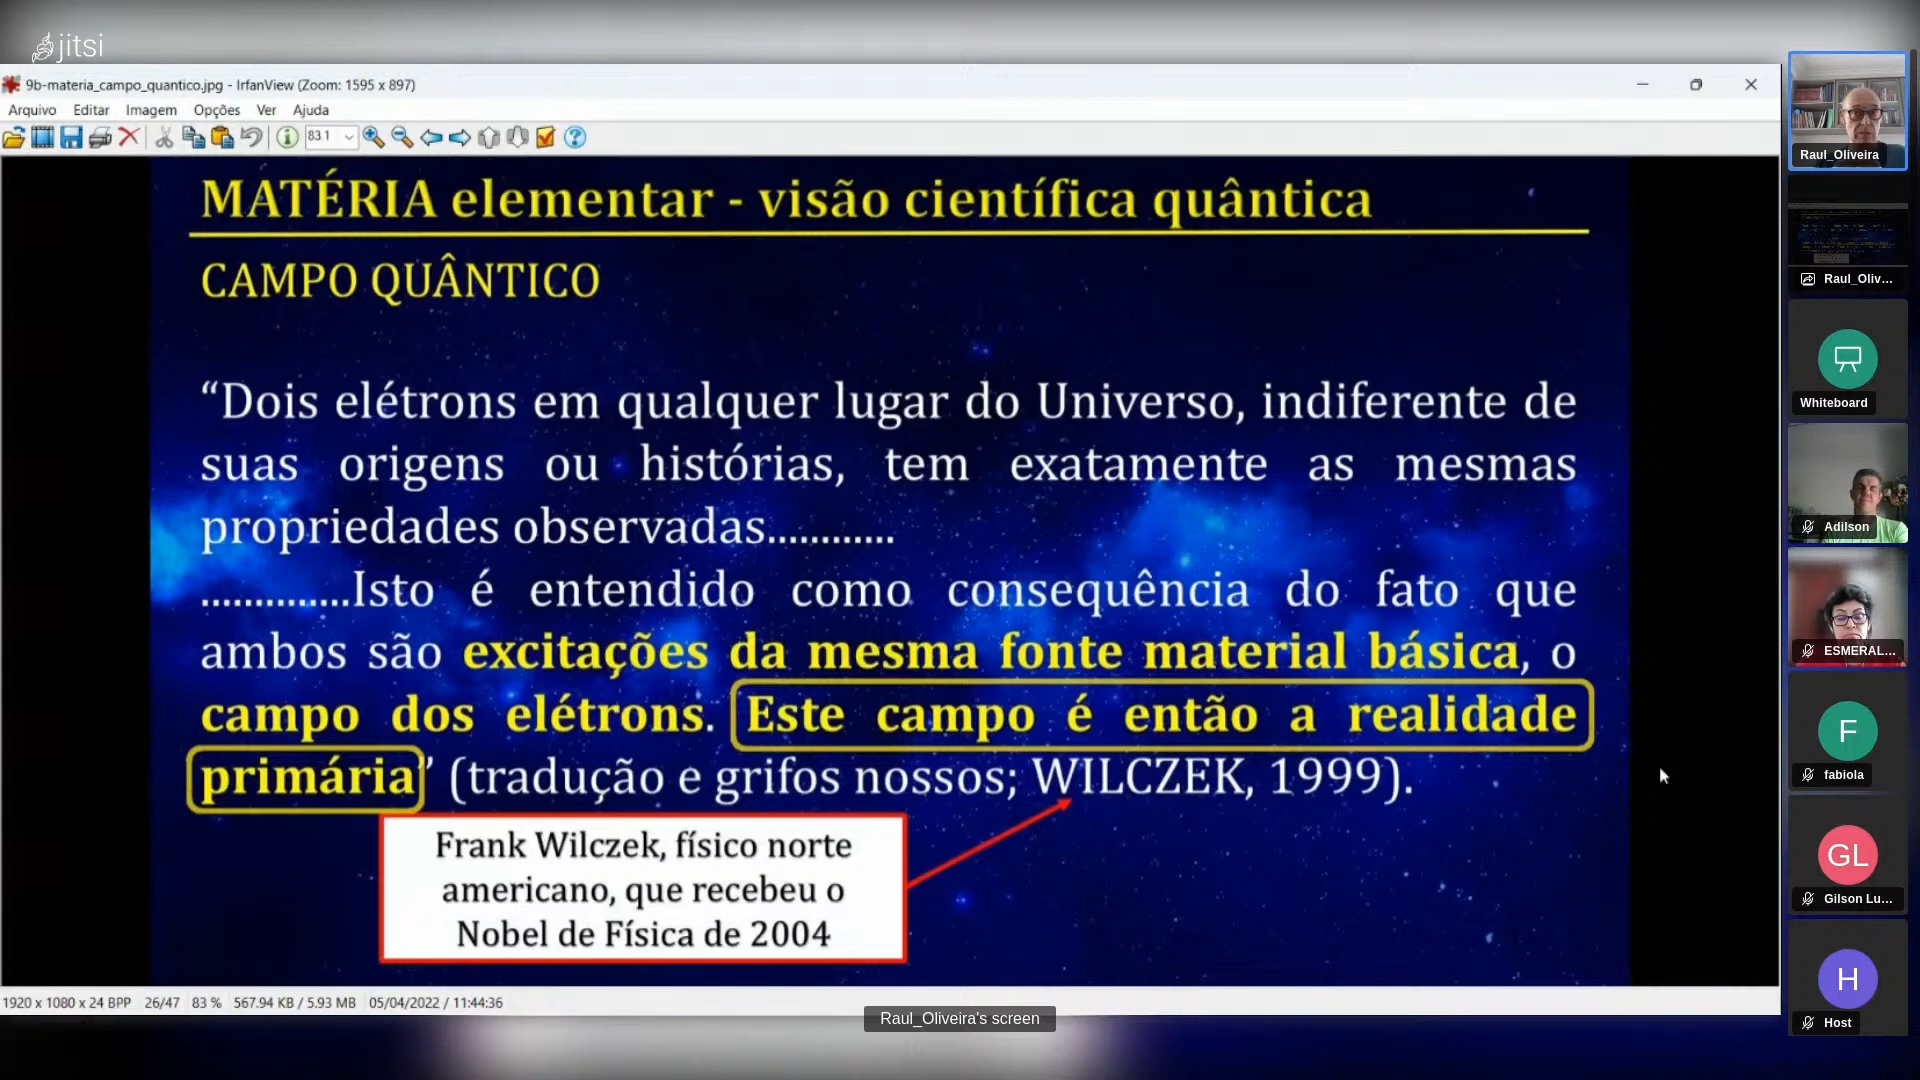 jitsi
9b-materia_campo_quantico.jpg - IrfanView (Zoom: 1595 x 897)
Arquivo Editar Imagem Opções Ver Ajuda
83.1
MATÉRIA elementar - visão científica quântica
CAMPO QUÂNTICO
“Dois elétrons em qualquer lugar do Universo, indiferente de
suas origens ou histórias, tem exatamente as mesmas
propriedades observadas............
..............Isto é entendido como consequência do fato que
ambos são excitações da mesma fonte material básica, o
campo dos elétrons. Este campo é então a realidade
primária” (tradução e grifos nossos; WILCZEK, 1999).
Frank Wilczek, físico norte
americano, que recebeu o
Nobel de Física de 2004
1920 x 1080 x 24 BPP 26/47 83 % 567.94 KB / 5.93 MB 05/04/2022 / 11:44:36
Raul_Oliveira's screen
Raul_Oliveira
Raul_Oliv...
Whiteboard
Adilson
ESMERAL...
F
fabiola
GL
Gilson Lu...
H
Host